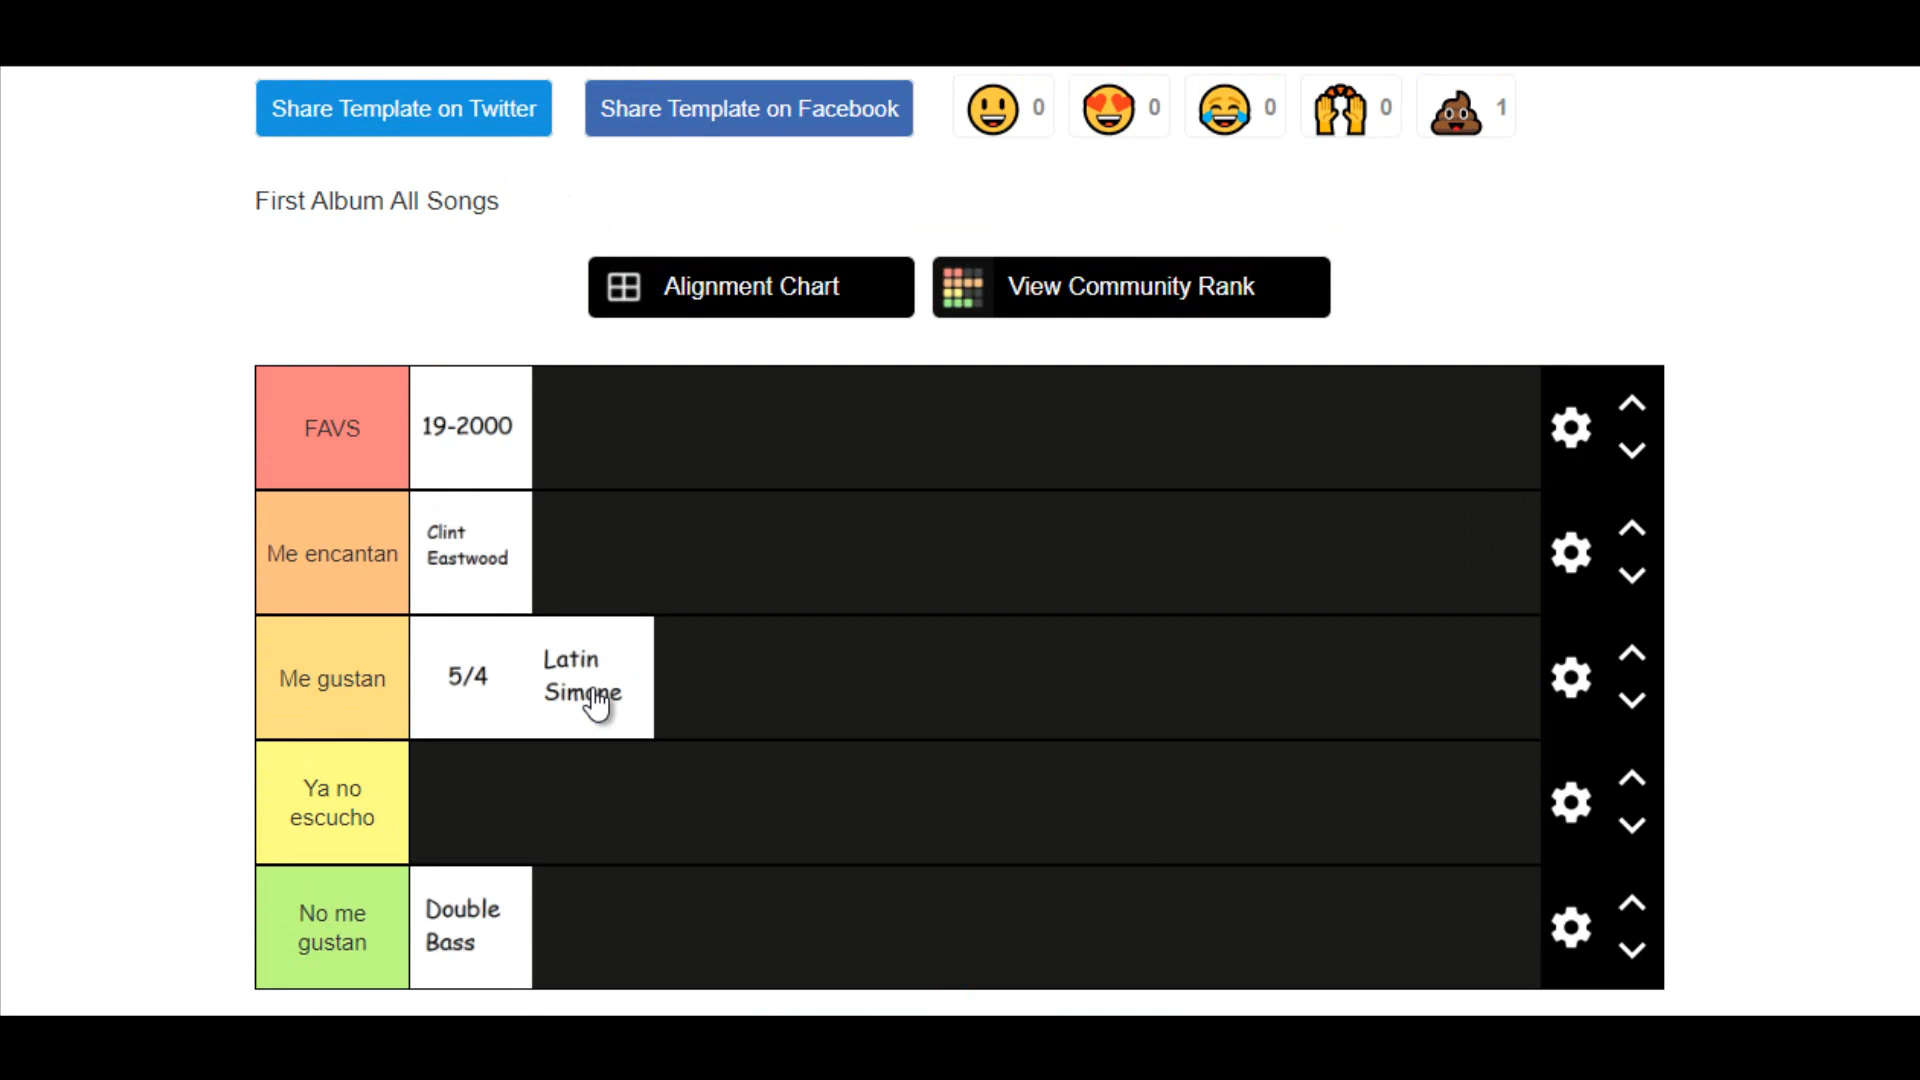 Share Template on Twitter
Share Template on Facebook
0
0
0
0
1
First Album All Songs
Alignment Chart
View Community Rank
FAVS
19-2000
Me encantan
Clint
Eastwood
Me gustan
5/4
Latin
Simone
Ya no
escucho
No me
gustan
Double
Bass